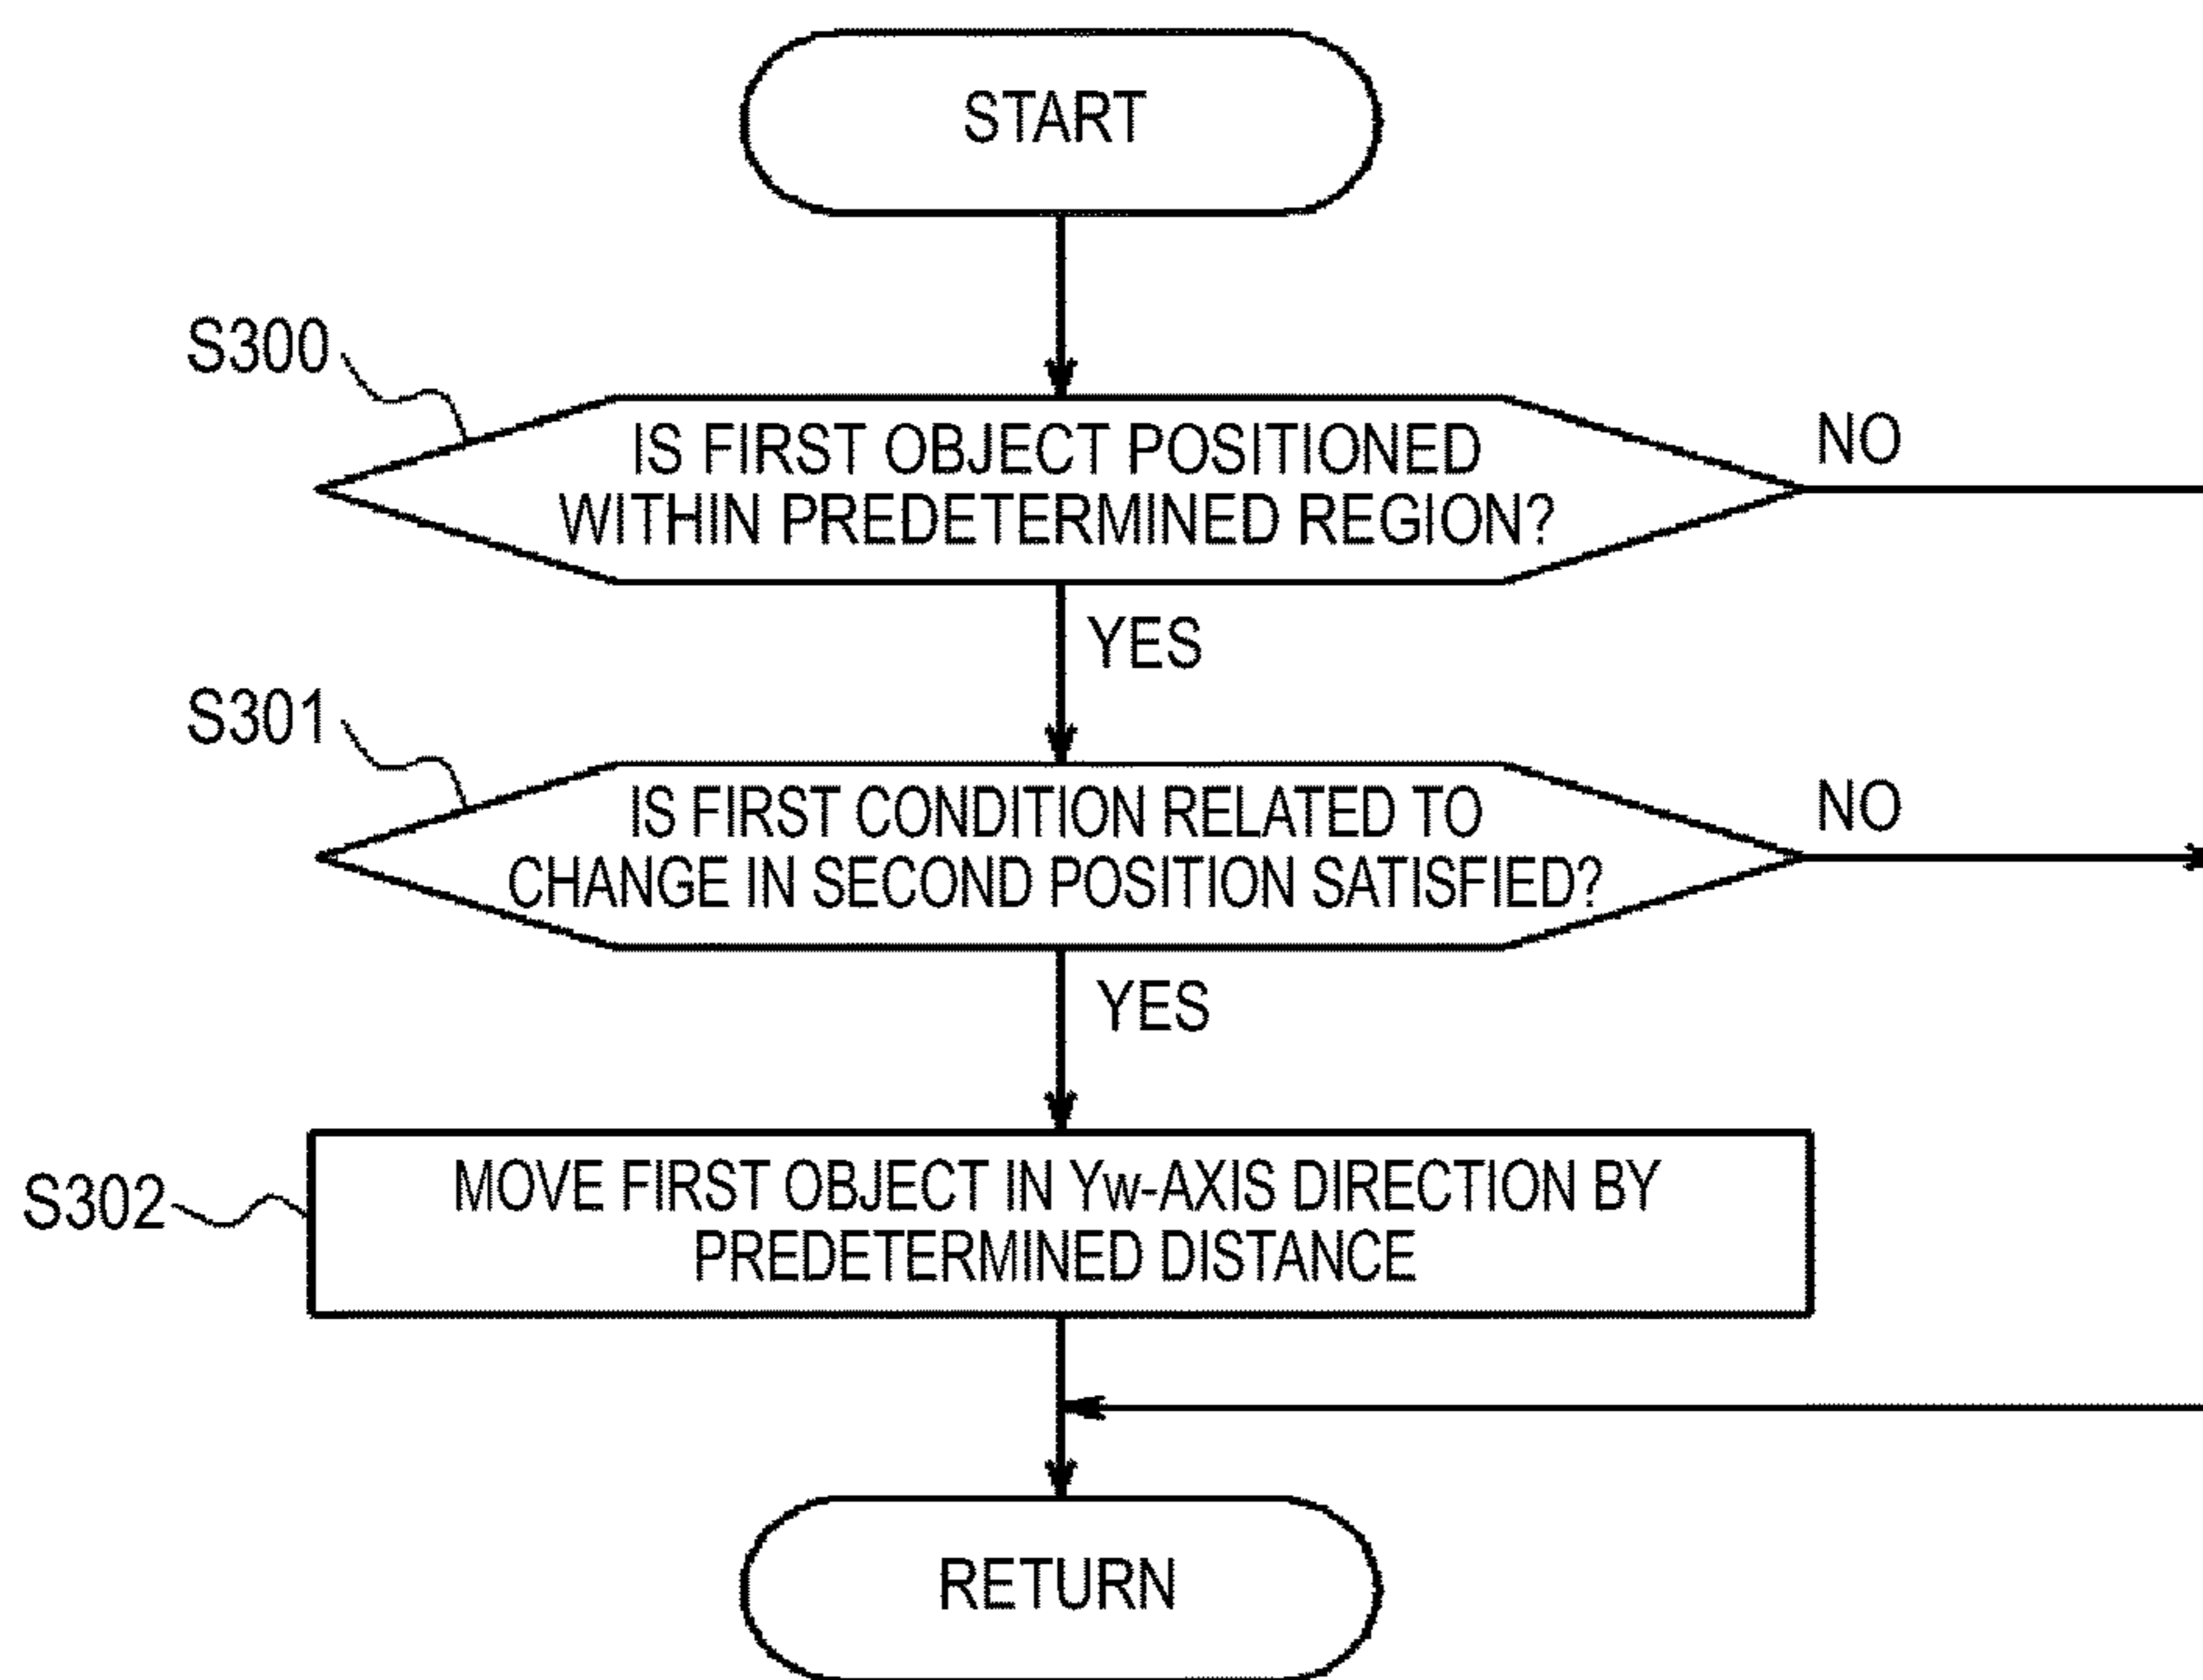 START
S300
IS FIRST OBJECT POSITIONED
WITHIN PREDETERMINED REGION?
NO
YES
S301
IS FIRST CONDITION RELATED TO
CHANGE IN SECOND POSITION SATISFIED?
NO
YES
S302
MOVE FIRST OBJECT IN Yw-AXIS DIRECTION BY
PREDETERMINED DISTANCE
RETURN